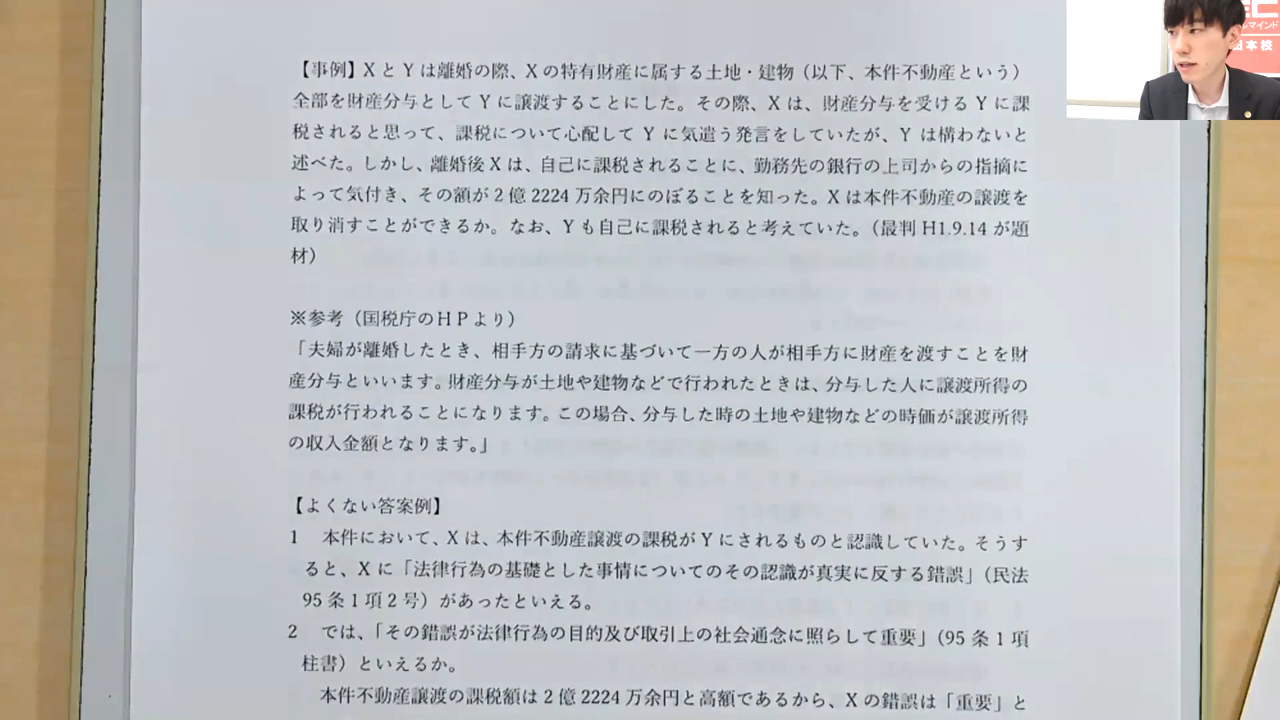 【事例】XとYは離婚の際、Xの特有財産に属する土地・建物（以下、本件不動産という）
全部を財産分与としてYに譲渡することにした。その際、Xは、財産分与を受けるYに課
税されると思って、課税について心配してYに気遣う発言をしていたが、Yは構わないと
述べた。しかし、離婚後Xは、自己に課税されることに、勤務先の銀行の上司からの指摘に
よって気付き、その額が2億2224万余円にのぼることを知った。Xは本件不動産の譲渡を
取り消すことができるか。なお、Yも自己に課税されると考えていた。（最判H1.9.14が題
材）
※参考（国税庁のHPより）
「夫婦が離婚したとき、相手方の請求に基づいて一方の人が相手方に財産を渡すことを財
産分与といいます。財産分与が土地や建物などで行われたときは、分与した人に譲渡所得の
課税が行われることになります。この場合、分与した時の土地や建物などの時価が譲渡所得
の収入金額となります。」
【よくない答案例】
1　本件において、Xは、本件不動産譲渡の課税がYにされるものと認識していた。そうす
ると、Xに「法律行為の基礎とした事情についてのその認識が真実に反する錯誤」（民法
95条1項2号）があったといえる。
2　では、「その錯誤が法律行為の目的及び取引上の社会通念に照らして重要」（95条1項
柱書）といえるか。
本件不動産譲渡の課税額は2億2224万余円と高額であるから、Xの錯誤は「重要」と
マインド
本校